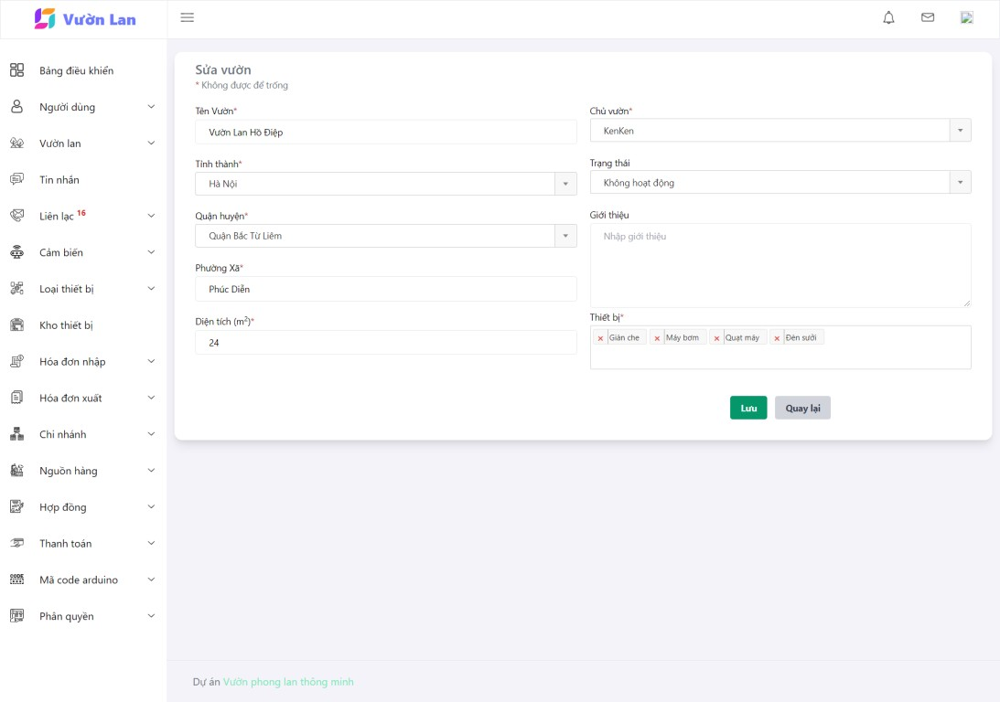 Vườn Lan
Bảng điều khiển
Người dùng
Vườn lan
Tin nhắn
Liên lạc 16
Cảm biến
Loại thiết bị
Kho thiết bị
Hóa đơn nhập
Hóa đơn xuất
Chi nhánh
Nguồn hàng
Hợp đồng
Thanh toán
CODE Mã code arduino
Phân quyền
Sửa vườn
* Không được để trống
Tên Vườn*
Vườn Lan Hồ Điệp
Tỉnh thành*
Hà Nội
Quận huyện*
Quận Bắc Từ Liêm
Phường Xã*
Phúc Diễn
Diện tích (m²)*
24
Chủ vườn*
KenKen
Trạng thái
Không hoạt động
Giới thiệu
Nhập giới thiệu
Thiết bị*
× Giàn che × Máy bơm × Quạt máy × Đèn sưởi
Lưu Quay lại
Dự án Vườn phong lan thông minh